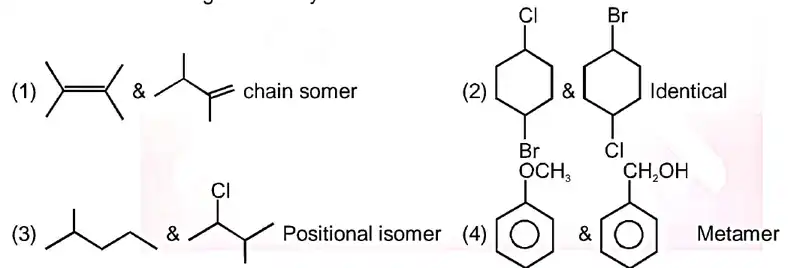 (1) & chain somer
Cl
Br
(2) & Identical
Br
Cl
(3) & Positional isomer
Cl
(4) &  Metamer
OCH₃
CH₂OH